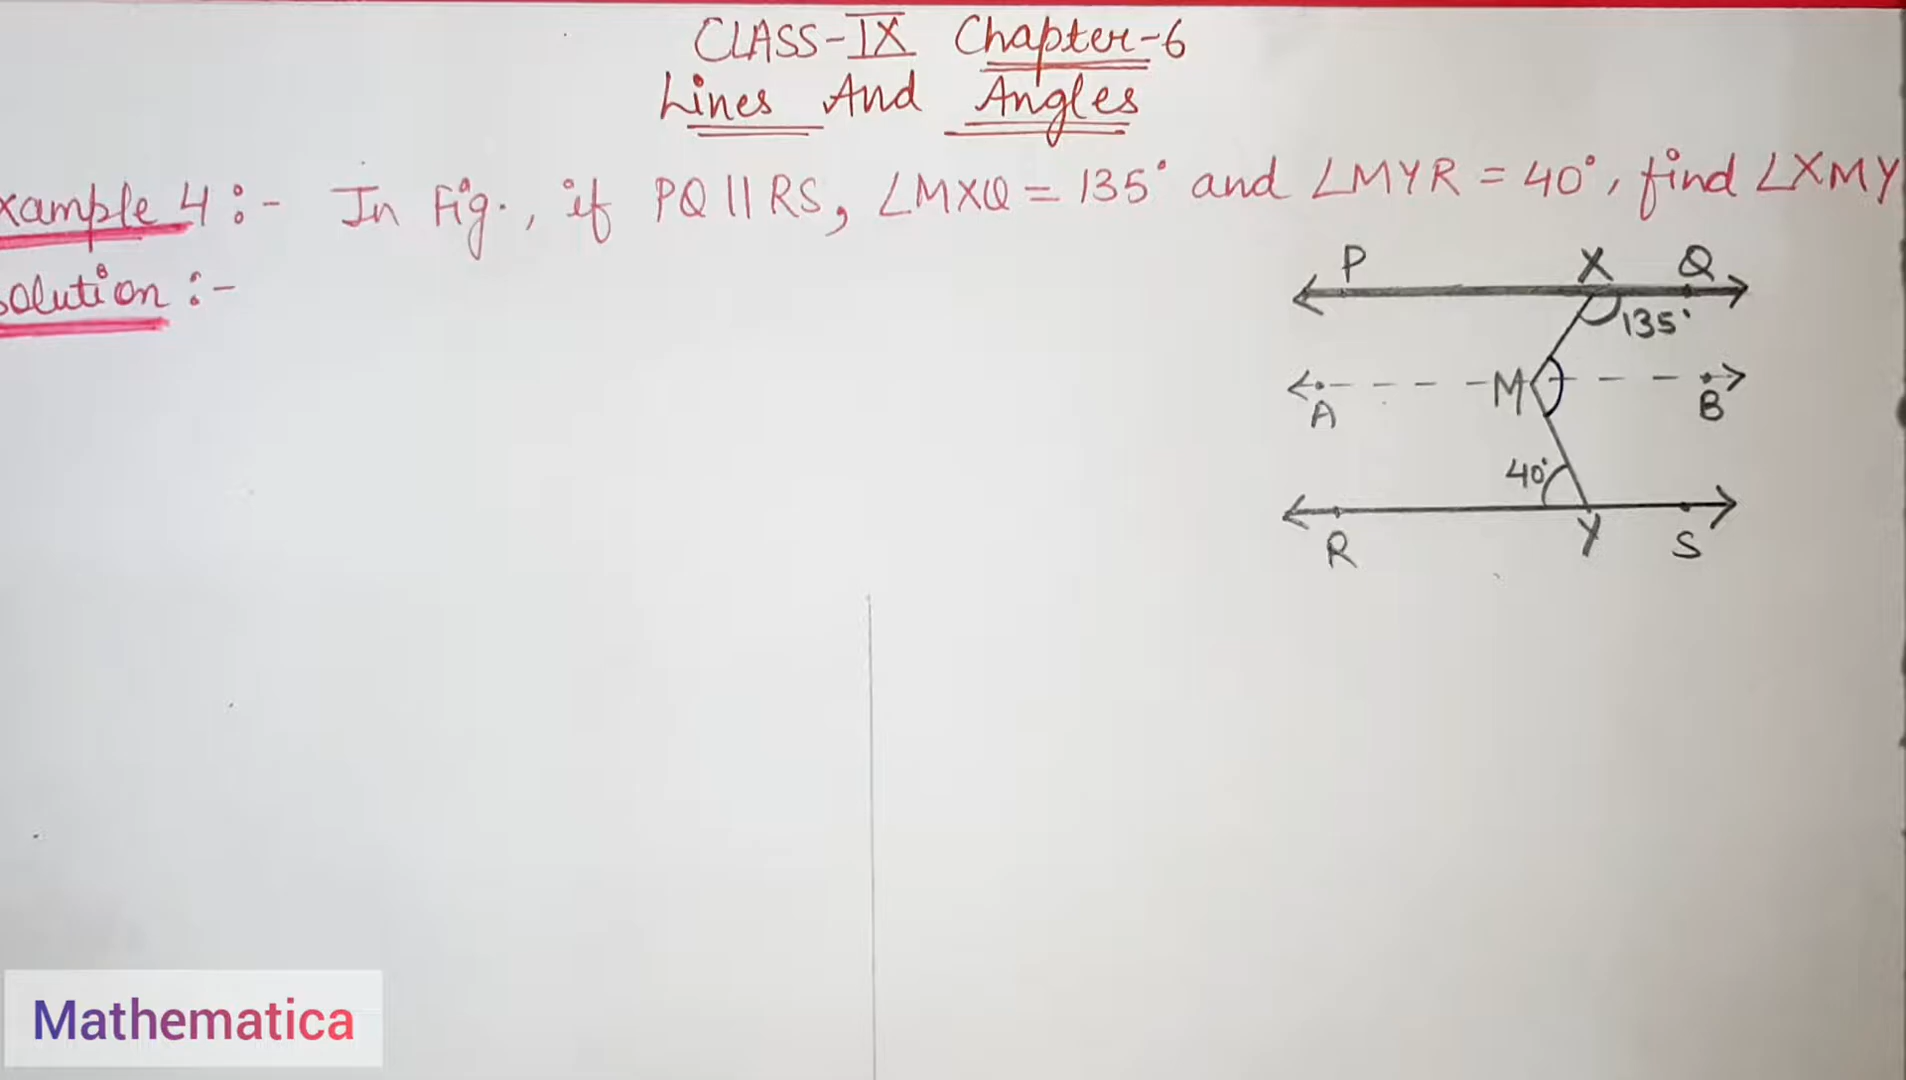 CLASS-IX Chapter-6
Lines And Angles
xample 4:- In Fig., if PQ || RS, ∠MXQ = 135° and ∠MYR = 40°, find ∠XMY
solution :-
P X Q
135°
M
A B
40°
R Y S
Mathematica